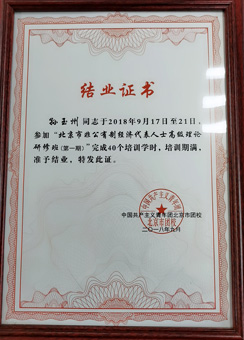 结业证书
孙玉州同志于2018年9月17日至21日,
参加“北京市非公有制经济代表人士高级理论
研修班(第一期)”完成40个培训学时,培训期满,
准予结业,特发此证。
中国共产主义青年团北京市团校
二〇一八年九月